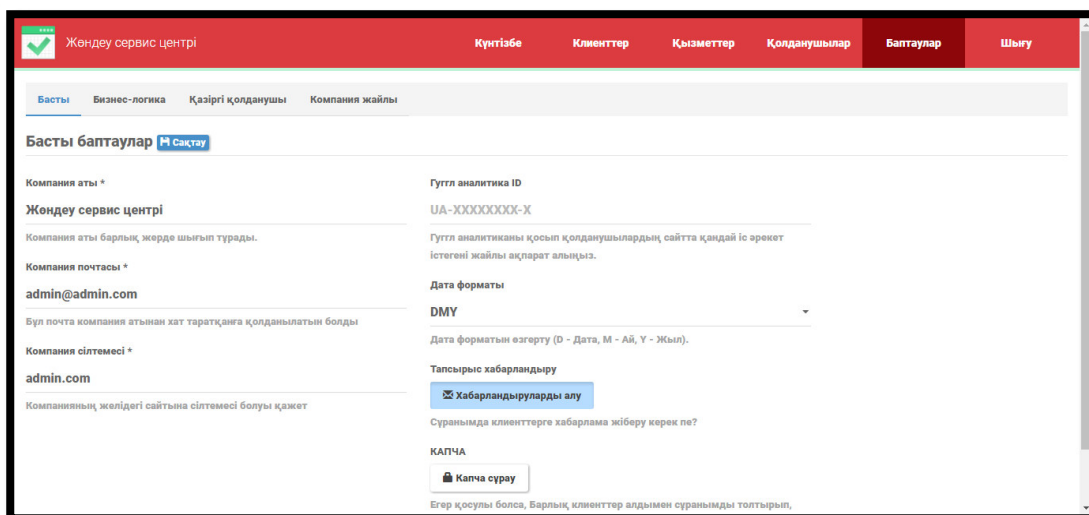 Жөндеу сервис центрі
Күнтізбе Клиенттер Қызметтер Қолданушылар Баптаулар Шығу
Басты Бизнес-логика Қазіргі қолданушы Компания жайлы
Басты баптаулар Сақтау
Компания аты *
Жөндеу сервис центрі
Компания аты барлық жерде шығып тұрады.
Компания почтасы *
admin@admin.com
Бұл почта компания атынан хат таратқанға қолданылатын болды
Компания сілтемесі *
admin.com
Компанияның желідегі сайтына сілтемесі болуы қажет
Гуггл аналитика ID
UA-XXXXXXXX-X
Гуггл аналитиканы қосып қолданушылардың сайтта қандай іс әрекет
істегені жайлы ақпарат алыңыз.
Дата форматы
DMY
Дата форматын өзгерту (D - Дата, M - Ай, Y - Жыл).
Тапсырыс хабарландыру
Хабарландыруларды алу
Сұранымда клиенттерге хабарлама жіберу керек пе?
КАПЧА
Капча сұрау
Егер қосулы болса, Барлық клиенттер алдымен сұранымды толтырып,